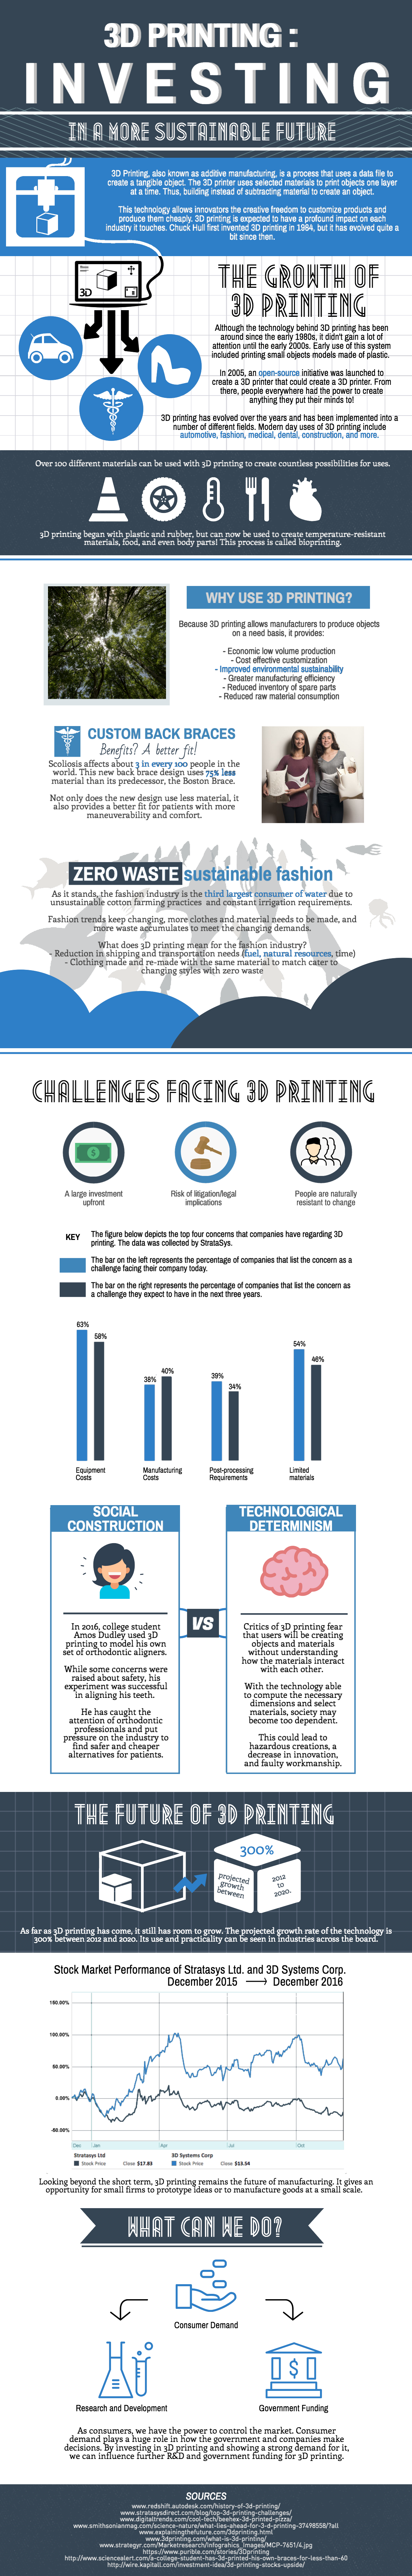 3D PRINTING :
INVESTING
IN A MORE SUSTAINABLE FUTURE
3D Printing, also known as additive manufacturing, is a process that uses a data file to
create a tangible object. The 3D printer uses selected materials to print objects one layer
at a time. Thus, building instead of subtracting material to create an object.
This technology allows innovators the creative freedom to customize products and
produce them cheaply. 3D printing is expected to have a profound impact on each
industry it touches. Chuck Hull first invented 3D printing in 1984, but it has evolved quite a
bit since then.
3D
THE GROWTH OF
3D PRINTING
Although the technology behind 3D printing has been
around since the early 1980s, it didn't gain a lot of
attention until the early 2000s. Early use of this system
included printing small objects models made of plastic.
In 2005, an open-source initiative was launched to
create a 3D printer that could create a 3D printer. From
there, people everywhere had the power to create
anything they put their minds to!
3D printing has evolved over the years and has been implemented into a
number of different fields. Modern day uses of 3D printing include
automotive, fashion, medical, dental, construction, and more.
Over 100 different materials can be used with 3D printing to create countless possibilities for uses.
3D printing began with plastic and rubber, but can now be used to create temperature-resistant
materials, food, and even body parts! This process is called bioprinting.
WHY USE 3D PRINTING?
Because 3D printing allows manufacturers to produce objects
on a need basis, it provides:
- Economic low volume production
- Cost effective customization
- Improved environmental sustainability
- Greater manufacturing efficiency
- Reduced inventory of spare parts
- Reduced raw material consumption
CUSTOM BACK BRACES
Benefits? A better fit!
Scoliosis affects about 3 in every 100 people in the
world. This new back brace design uses 75% less
material than its predecessor, the Boston Brace.
Not only does the new design use less material, it
also provides a better fit for patients with more
maneuverability and comfort.
ZERO WASTE sustainable fashion
As it stands, the fashion industry is the third largest consumer of water due to
unsustainable cotton farming practices and constant irrigation requirements.
Fashion trends keep changing, more clothes and material needs to be made, and
more waste accumulates to meet the changing demands.
What does 3D printing mean for the fashion industry?
- Reduction in shipping and transportation needs (fuel, natural resources, time)
- Clothing made and re-made with the same material to match cater to
changing styles with zero waste
CHALLENGES FACING 3D PRINTING
A large investment
upfront
Risk of litigation/legal
implications
People are naturally
resistant to change
KEY
The figure below depicts the top four concerns that companies have regarding 3D
printing. The data was collected by StrataSys.
The bar on the left represents the percentage of companies that list the concern as a
challenge facing their company today.
The bar on the right represents the percentage of companies that list the concern as
a challenge they expect to have in the next three years.
63%
58%
38%
40%
39%
34%
54%
46%
Equipment
Costs
Manufacturing
Costs
Post-processing
Requirements
Limited
materials
SOCIAL
CONSTRUCTION
In 2016, college student
Amos Dudley used 3D
printing to model his own
set of orthodontic aligners.
While some concerns were
raised about safety, his
experiment was successful
in aligning his teeth.
He has caught the
attention of orthodontic
professionals and put
pressure on the industry to
find safer and cheaper
alternatives for patients.
VS
TECHNOLOGICAL
DETERMINISM
Critics of 3D printing fear
that users will be creating
objects and materials
without understanding
how the materials interact
with each other.
With the technology able
to compute the necessary
dimensions and select
materials, society may
become too dependent.
This could lead to
hazardous creations, a
decrease in innovation,
and faulty workmanship.
THE FUTURE OF 3D PRINTING
300%
projected
growth
between
2012
to
2020.
As far as 3D printing has come, it still has room to grow. The projected growth rate of the technology is
300% between 2012 and 2020. Its use and practicality can be seen in industries across the board.
Stock Market Performance of Stratasys Ltd. and 3D Systems Corp.
December 2015 → December 2016
150.00%
100.00%
50.00%
0.00%
-50.00%
Dec Jan Apr Jul Oct
Stratasys Ltd
Stock Price Close $17.83
3D Systems Corp
Stock Price Close $13.54
Looking beyond the short term, 3D printing remains the future of manufacturing. It gives an
opportunity for small firms to prototype ideas or to manufacture goods at a small scale.
WHAT CAN WE DO?
Consumer Demand
Research and Development
Government Funding
As consumers, we have the power to control the market. Consumer
demand plays a huge role in how the government and companies make
decisions. By investing in 3D printing and showing a strong demand for it,
we can influence further R&D and government funding for 3D printing.
SOURCES
www.redshift.autodesk.com/history-of-3d-printing/
www.stratasysdirect.com/blog/top-3d-printing-challenges/
www.digitaltrends.com/cool-tech/beehex-3d-printed-pizza/
www.smithsonianmag.com/science-nature/what-lies-ahead-for-3-d-printing-37498558/?all
www.explainingthefuture.com/3dprinting.html
www.3dprinting.com/what-is-3d-printing/
www.strategyr.com/Marketresearch/infographics_images/MCP-7651/4.jpg
https://www.purible.com/stories/3Dprinting
http://www.sciencealert.com/a-college-student-has-3d-printed-his-own-braces-for-less-than-60
http://wire.kapitall.com/investment-idea/3d-printing-stocks-upside/